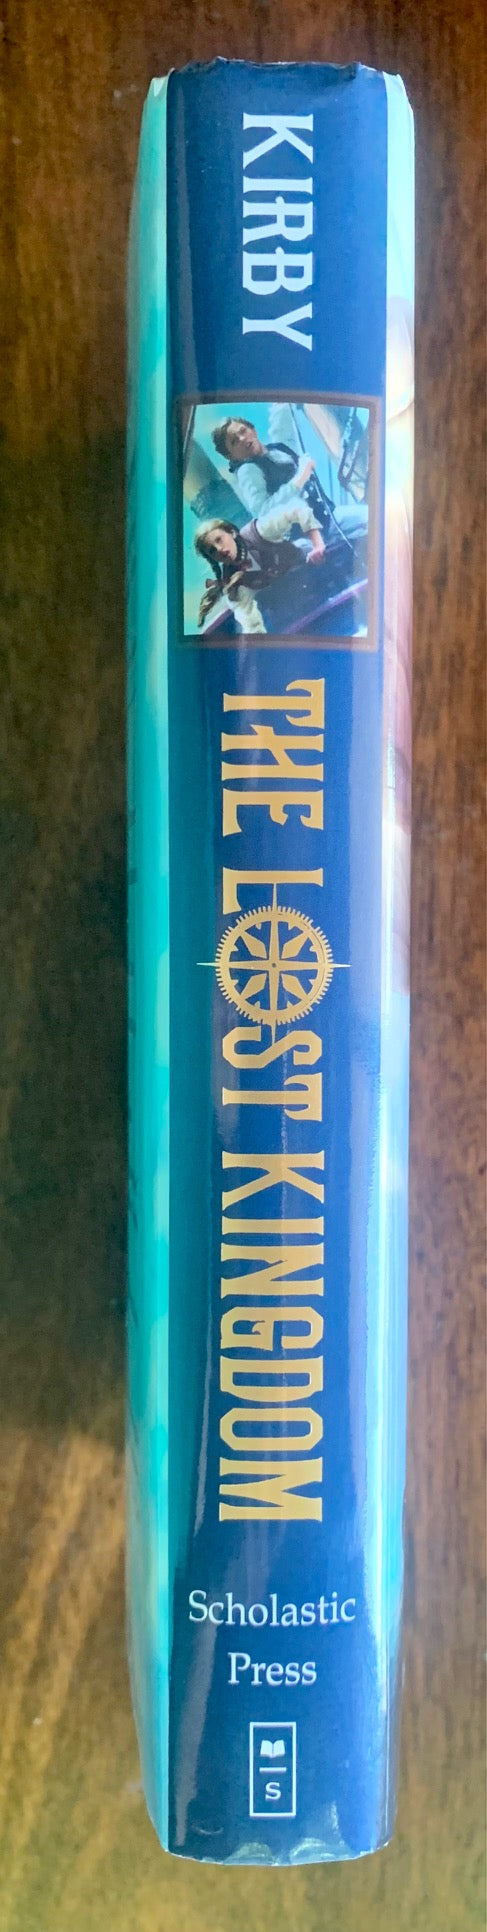 KIRBY
THE LOST KINGDOM
Scholastic
Press
S